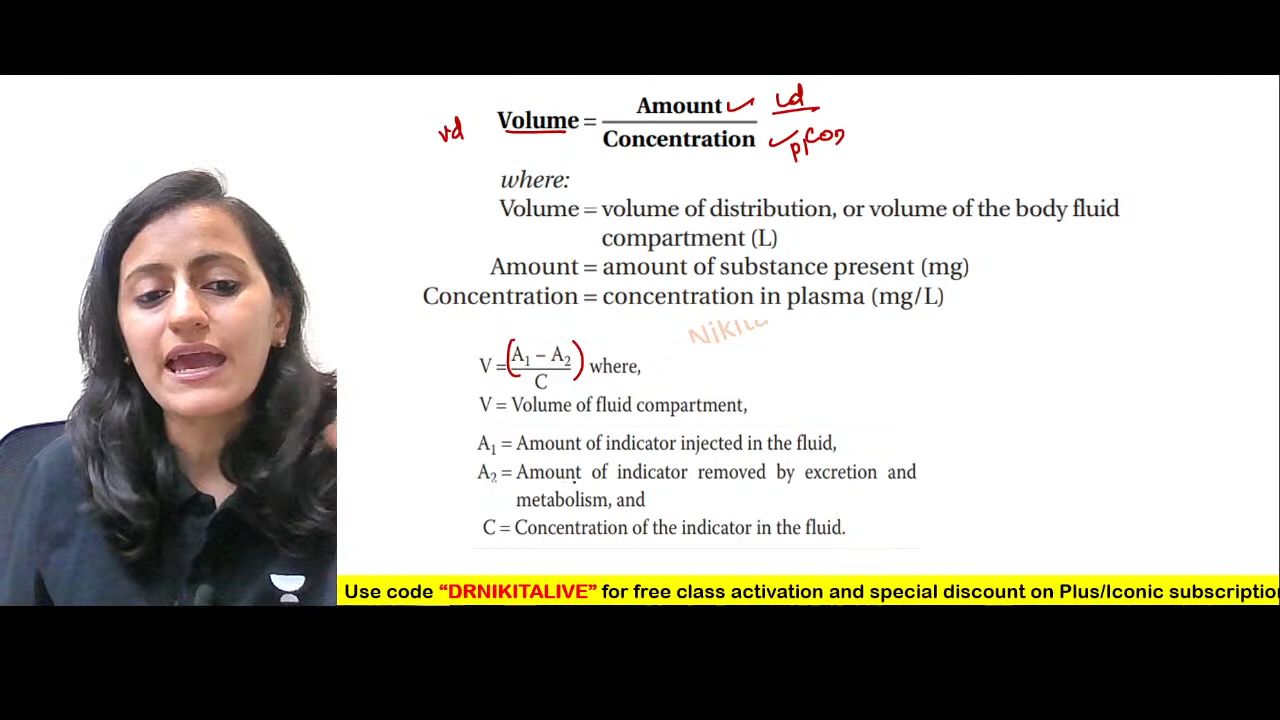 Amount
Volume =
Concentration
vd
where:
Volume = volume of distribution, or volume of the body fluid
compartment (L)
Amount = amount of substance present (mg)
Concentration = concentration in plasma (mg/L)
Nikita
V = (A₁ − A₂ / C) where,
V = Volume of fluid compartment,
A₁ = Amount of indicator injected in the fluid,
A₂ = Amount of indicator removed by excretion and
metabolism, and
C = Concentration of the indicator in the fluid.
Use code "DRNIKITALIVE" for free class activation and special discount on Plus/Iconic subscription